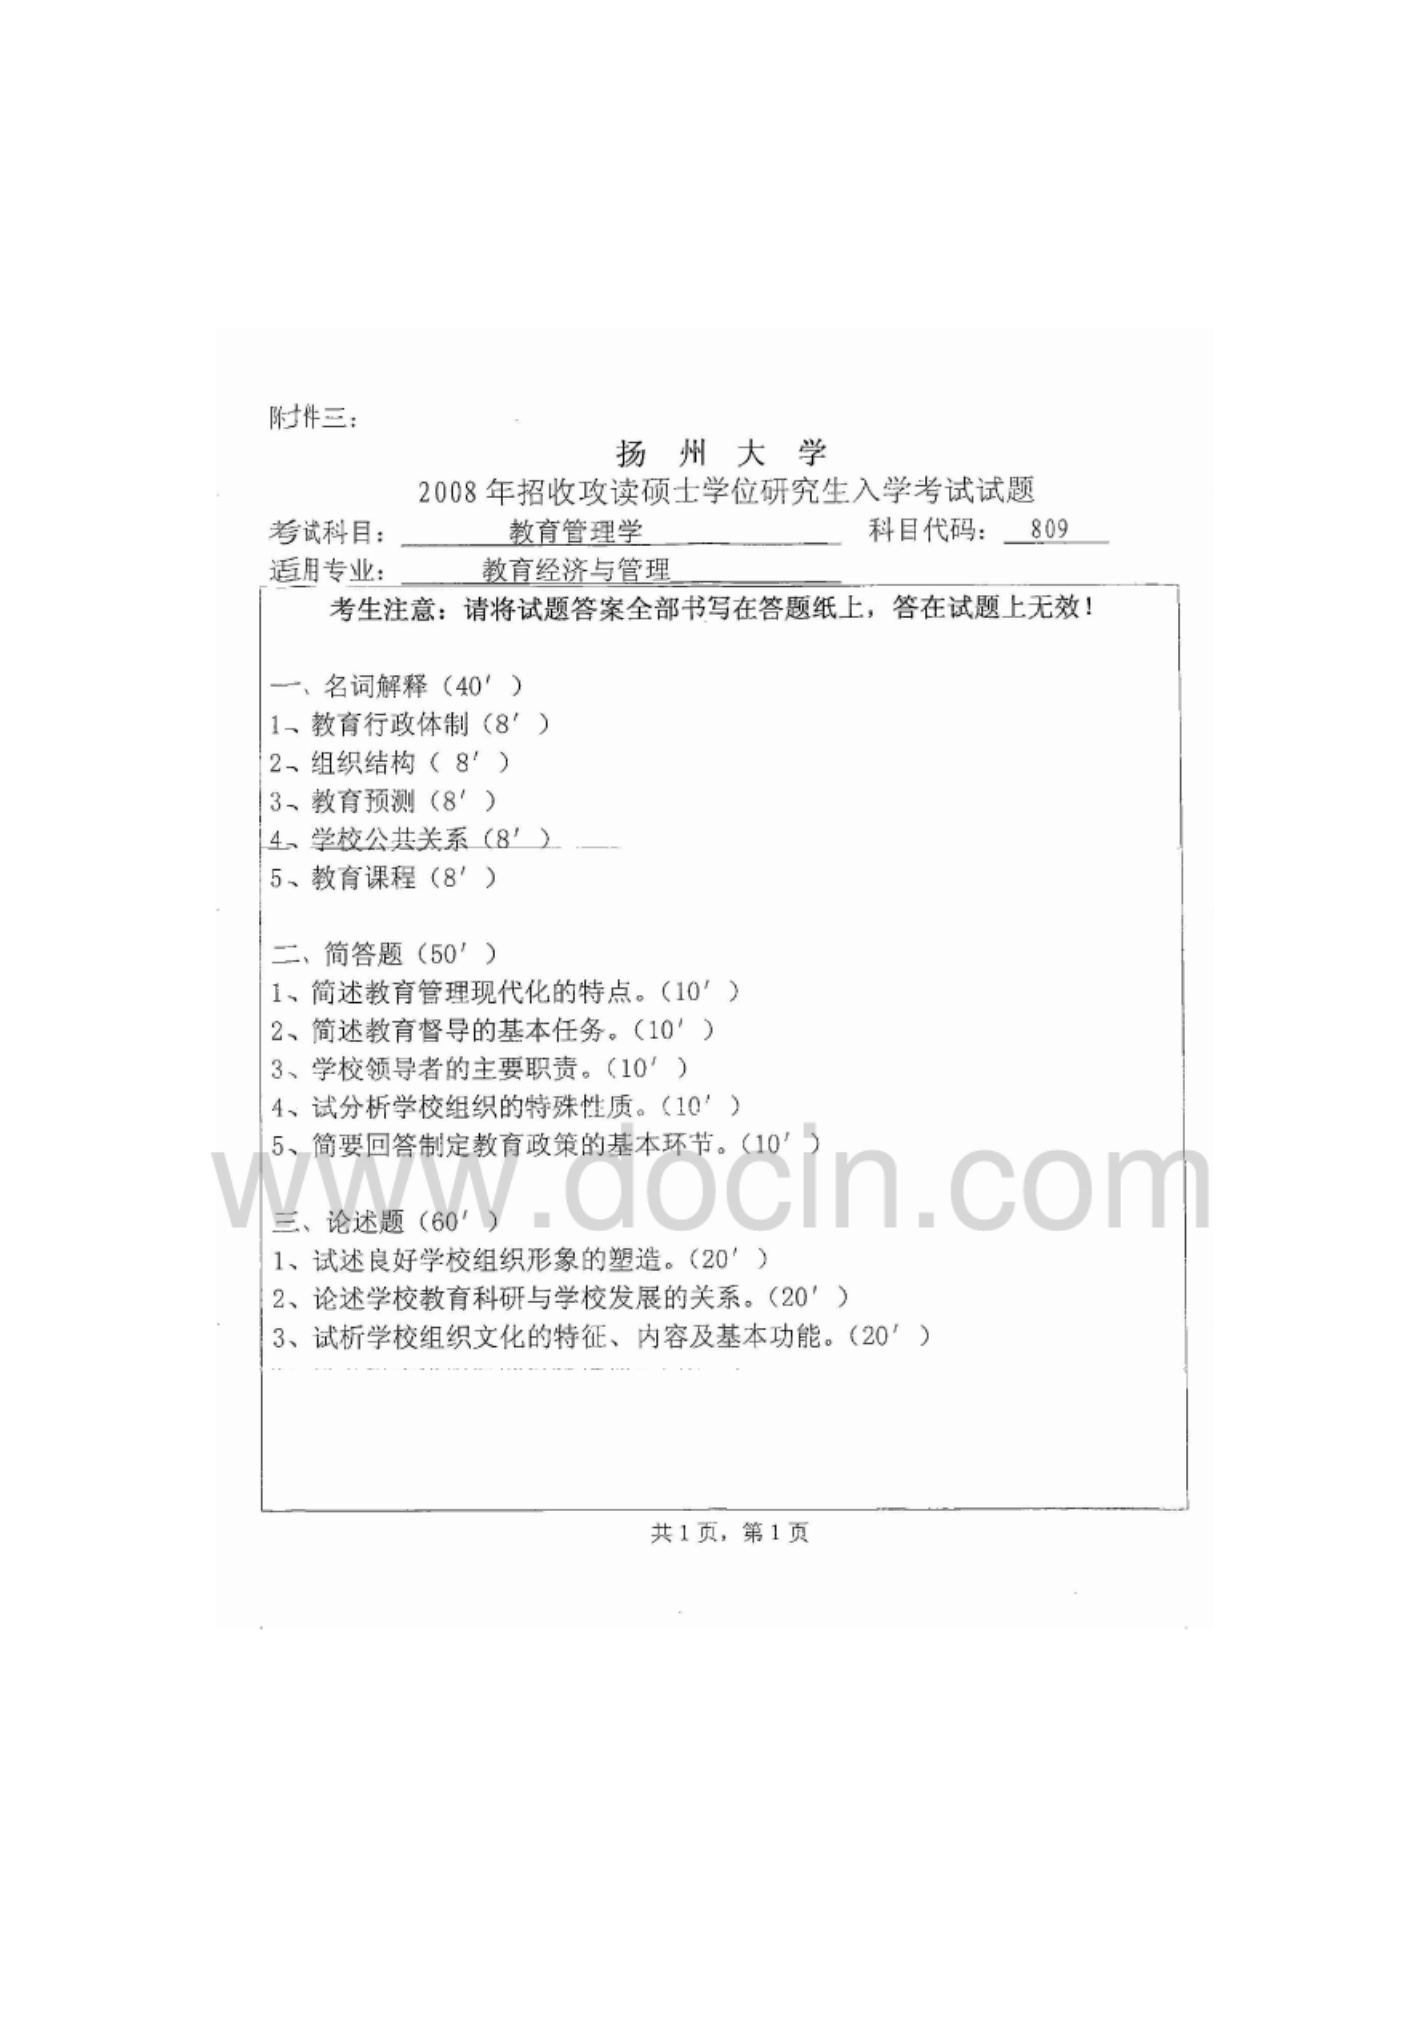 附件三：
扬 州 大 学
2008 年招收攻读硕士学位研究生入学考试试题
考试科目： 教育管理学 科目代码： 809
适用专业： 教育经济与管理
考生注意：请将试题答案全部书写在答题纸上，答在试题上无效！
一、名词解释（40′）
1、教育行政体制（8′）
2、组织结构（ 8′）
3、教育预测（8′）
4、学校公共关系（8′）
5、教育课程（8′）
二、简答题（50′）
1、简述教育管理现代化的特点。（10′）
2、简述教育督导的基本任务。（10′）
3、学校领导者的主要职责。（10′）
4、试分析学校组织的特殊性质。（10′）
5、简要回答制定教育政策的基本环节。（10′）
www.docin.com
三、论述题（60′）
1、试述良好学校组织形象的塑造。（20′）
2、论述学校教育科研与学校发展的关系。（20′）
3、试析学校组织文化的特征、内容及基本功能。（20′）
共 1 页，第 1 页